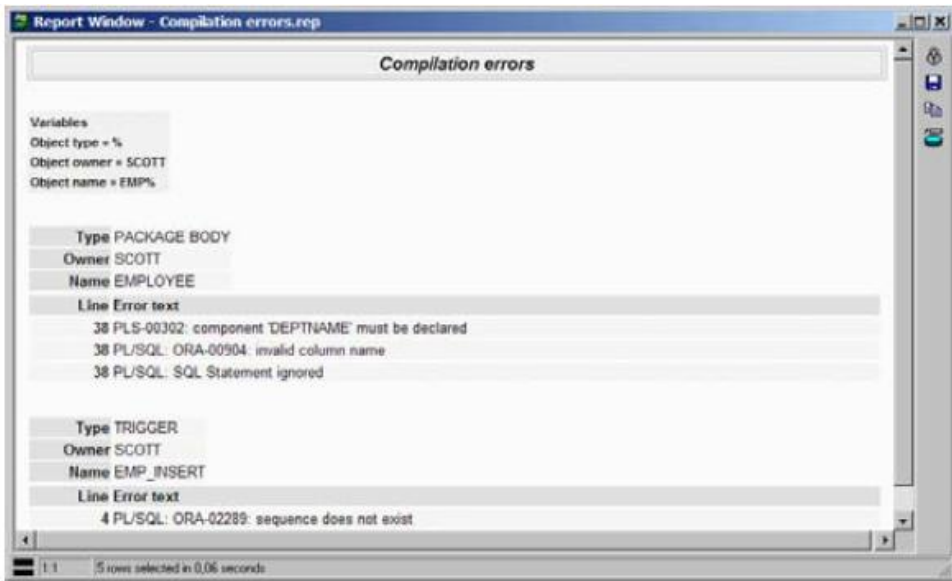 Report Window - Compilation errors.rep
Compilation errors
Variables
Object type = %
Object owner = SCOTT
Object name = EMP%
Type PACKAGE BODY
Owner SCOTT
Name EMPLOYEE
Line Error text
38 PLS-00302: component 'DEPTNAME' must be declared
38 PL/SQL: ORA-00904: invalid column name
38 PL/SQL: SQL Statement ignored
Type TRIGGER
Owner SCOTT
Name EMP_INSERT
Line Error text
4 PL/SQL: ORA-02289: sequence does not exist
1:1 5 rows selected in 0,06 seconds